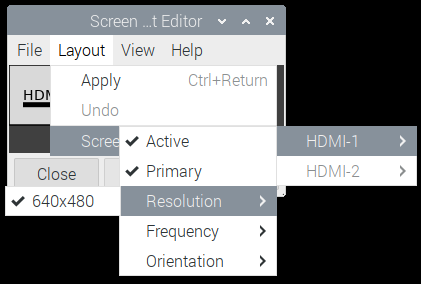 Screen ...t Editor
File Layout View Help
Apply Ctrl+Return
HDM
Undo
Scree
Active
HDMI-1
Primary
HDMI-2
Close
640x480
Resolution
Frequency
Orientation